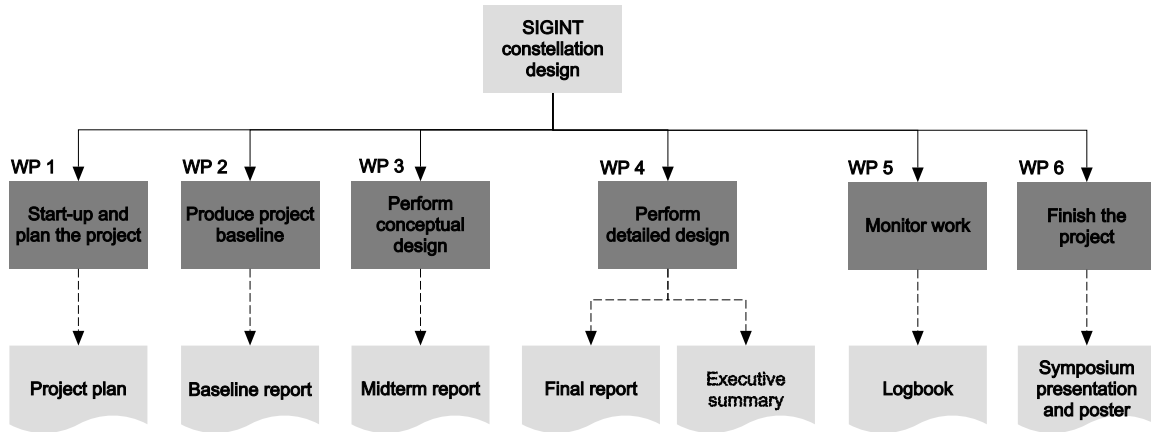 SIGINT
constellation
design
WP 1
WP 2
WP 3
WP 4
WP 5
WP 6
Start-up and
plan the project
Produce project
baseline
Perform
conceptual
design
Perform
detailed design
Monitor work
Finish the
project
Project plan
Baseline report
Midterm report
Final report
Executive
summary
Logbook
Symposium
presentation
and poster